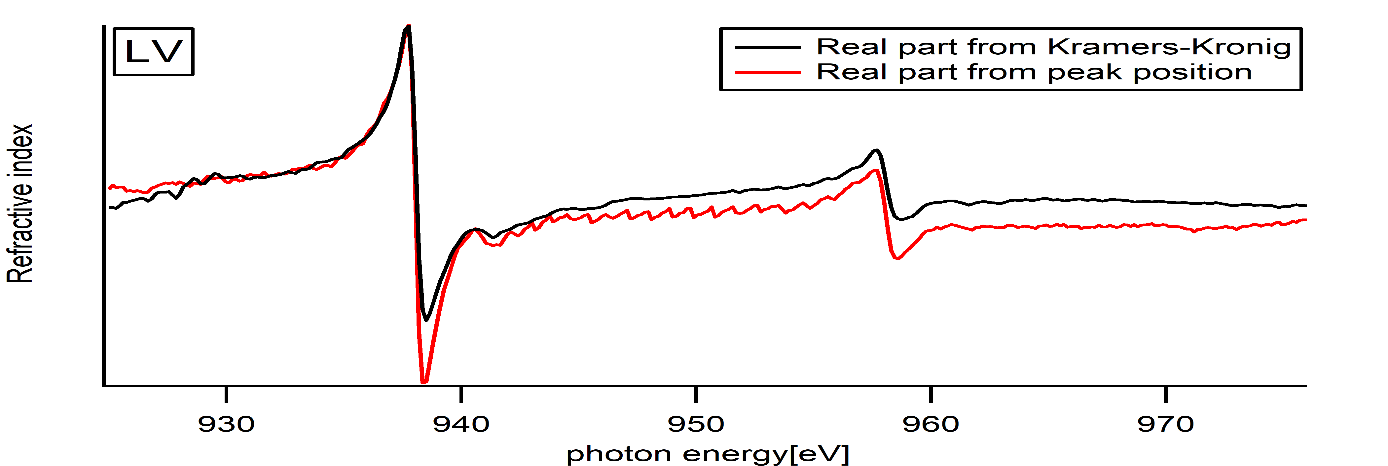 LV
Real part from Kramers-Kronig
Real part from peak position
Refractive index
930 940 950 960 970
photon energy[eV]